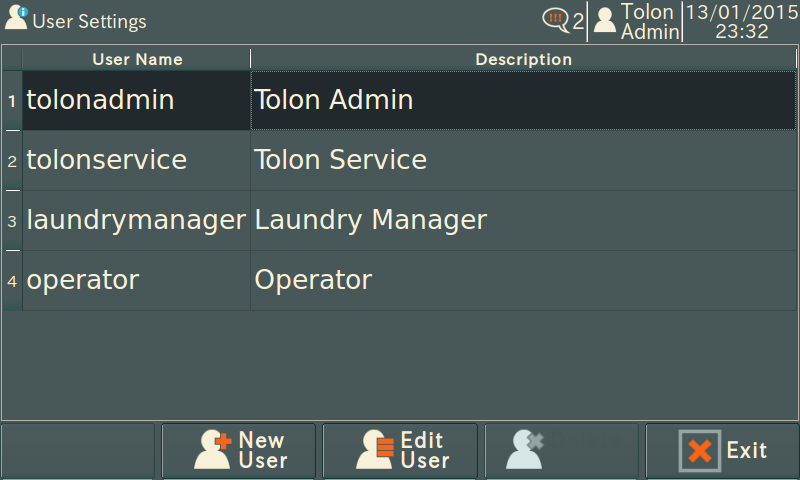 User Settings
!!! 2
Tolon
Admin
13/01/2015
23:32
User Name Description
1 tolonadmin Tolon Admin
2 tolonservice Tolon Service
3 laundrymanager Laundry Manager
4 operator Operator
New
User
Edit
User
Exit